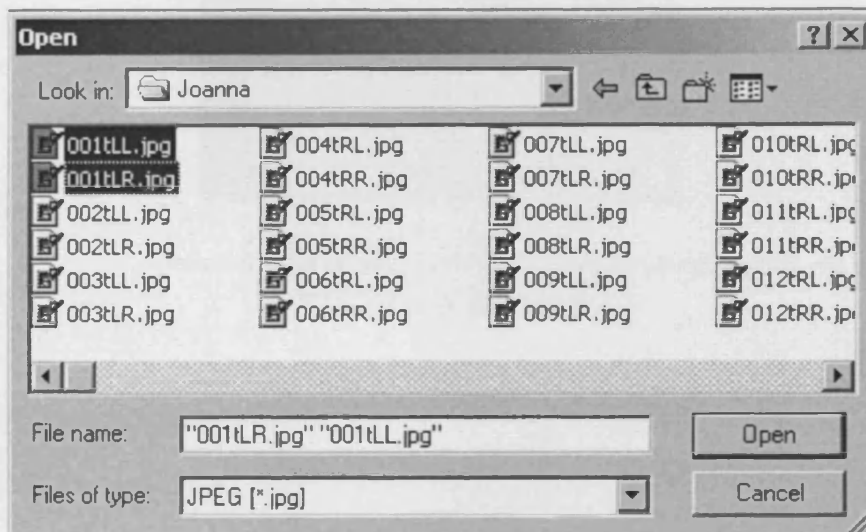 Open
Look in: Joanna
001tLL.jpg 004tRL.jpg 007tLL.jpg 010tRL.jpg
001tLR.jpg 004tRR.jpg 007tLR.jpg 010tRR.jp
002tLL.jpg 005tRL.jpg 008tLL.jpg 011tRL.jpg
002tLR.jpg 005tRR.jpg 008tLR.jpg 011tRR.jp
003tLL.jpg 006tRL.jpg 009tLL.jpg 012tRL.jpg
003tLR.jpg 006tRR.jpg 009tLR.jpg 012tRR.jp
File name: "001tLR.jpg" "001tLL.jpg" Open
Files of type: JPEG [*.jpg] Cancel